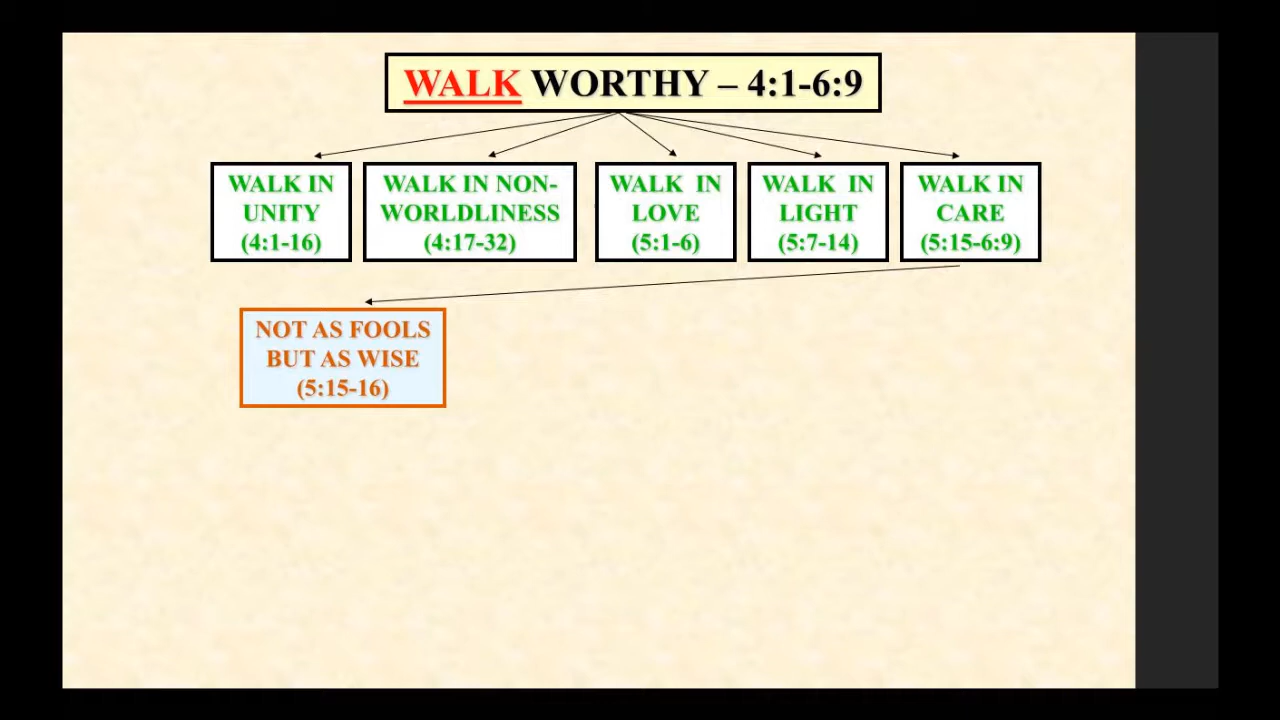 WALK WORTHY – 4:1-6:9
WALK IN
UNITY
(4:1-16)
WALK IN NON-
WORLDLINESS
(4:17-32)
WALK IN
LOVE
(5:1-6)
WALK IN
LIGHT
(5:7-14)
WALK IN
CARE
(5:15-6:9)
NOT AS FOOLS
BUT AS WISE
(5:15-16)